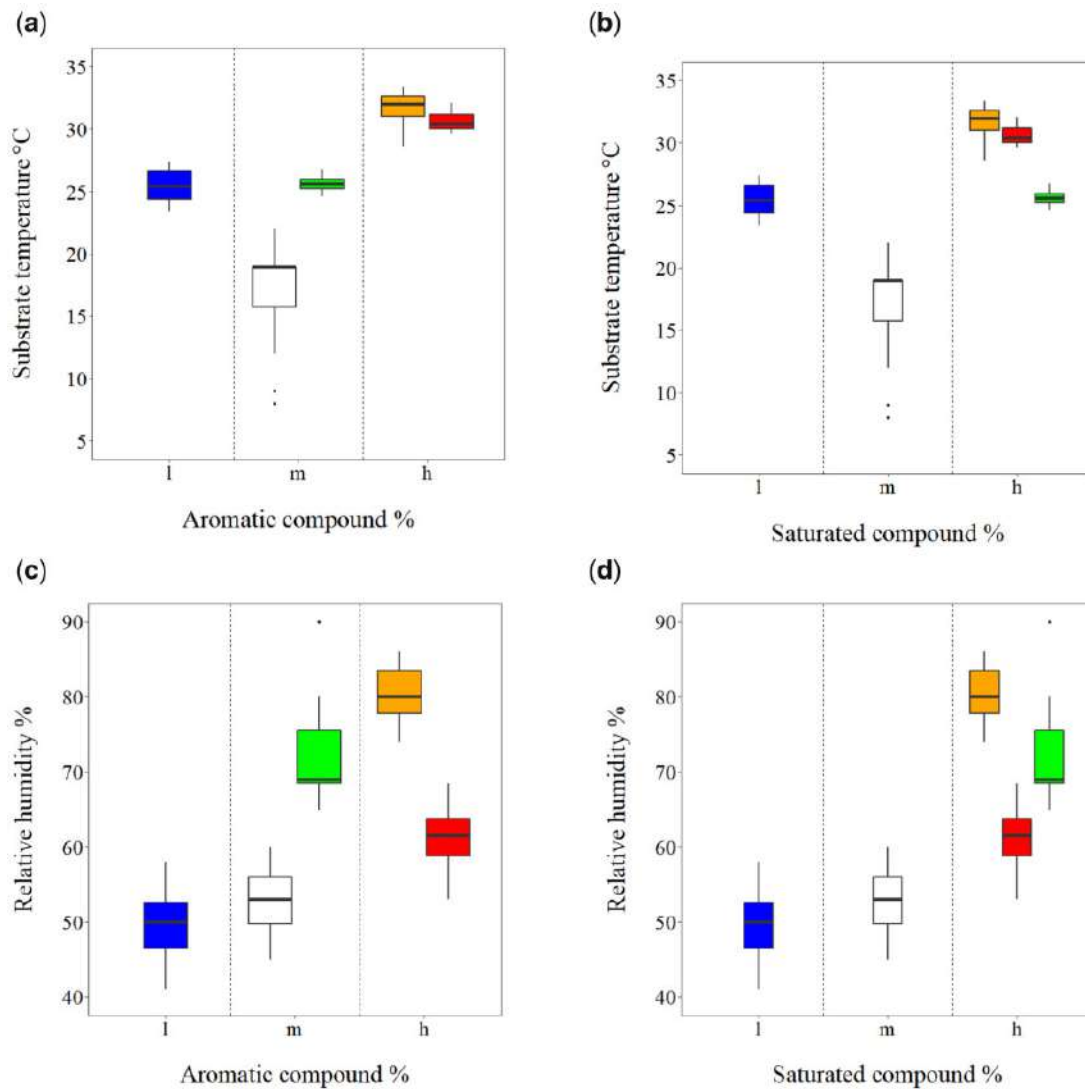 (a)
35
30
25
20
15
10
5
Substrate temperature °C
l m h
Aromatic compound %
(b)
35
30
25
20
15
10
5
Substrate temperature °C
l m h
Saturated compound %
(c)
90
80
70
60
50
40
Relative humidity %
l m h
Aromatic compound %
(d)
90
80
70
60
50
40
Relative humidity %
l m h
Saturated compound %